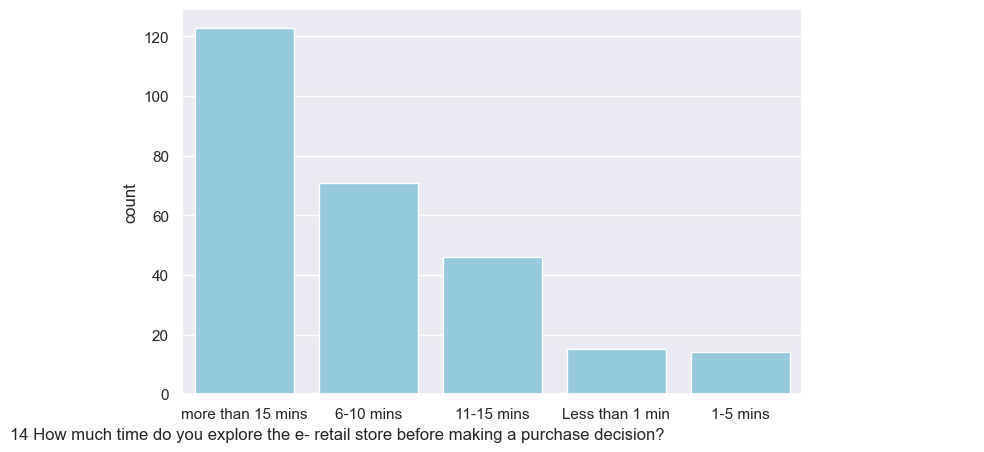 120
100
80
60
40
20
0
count
more than 15 mins 6-10 mins 11-15 mins Less than 1 min 1-5 mins
14 How much time do you explore the e- retail store before making a purchase decision?